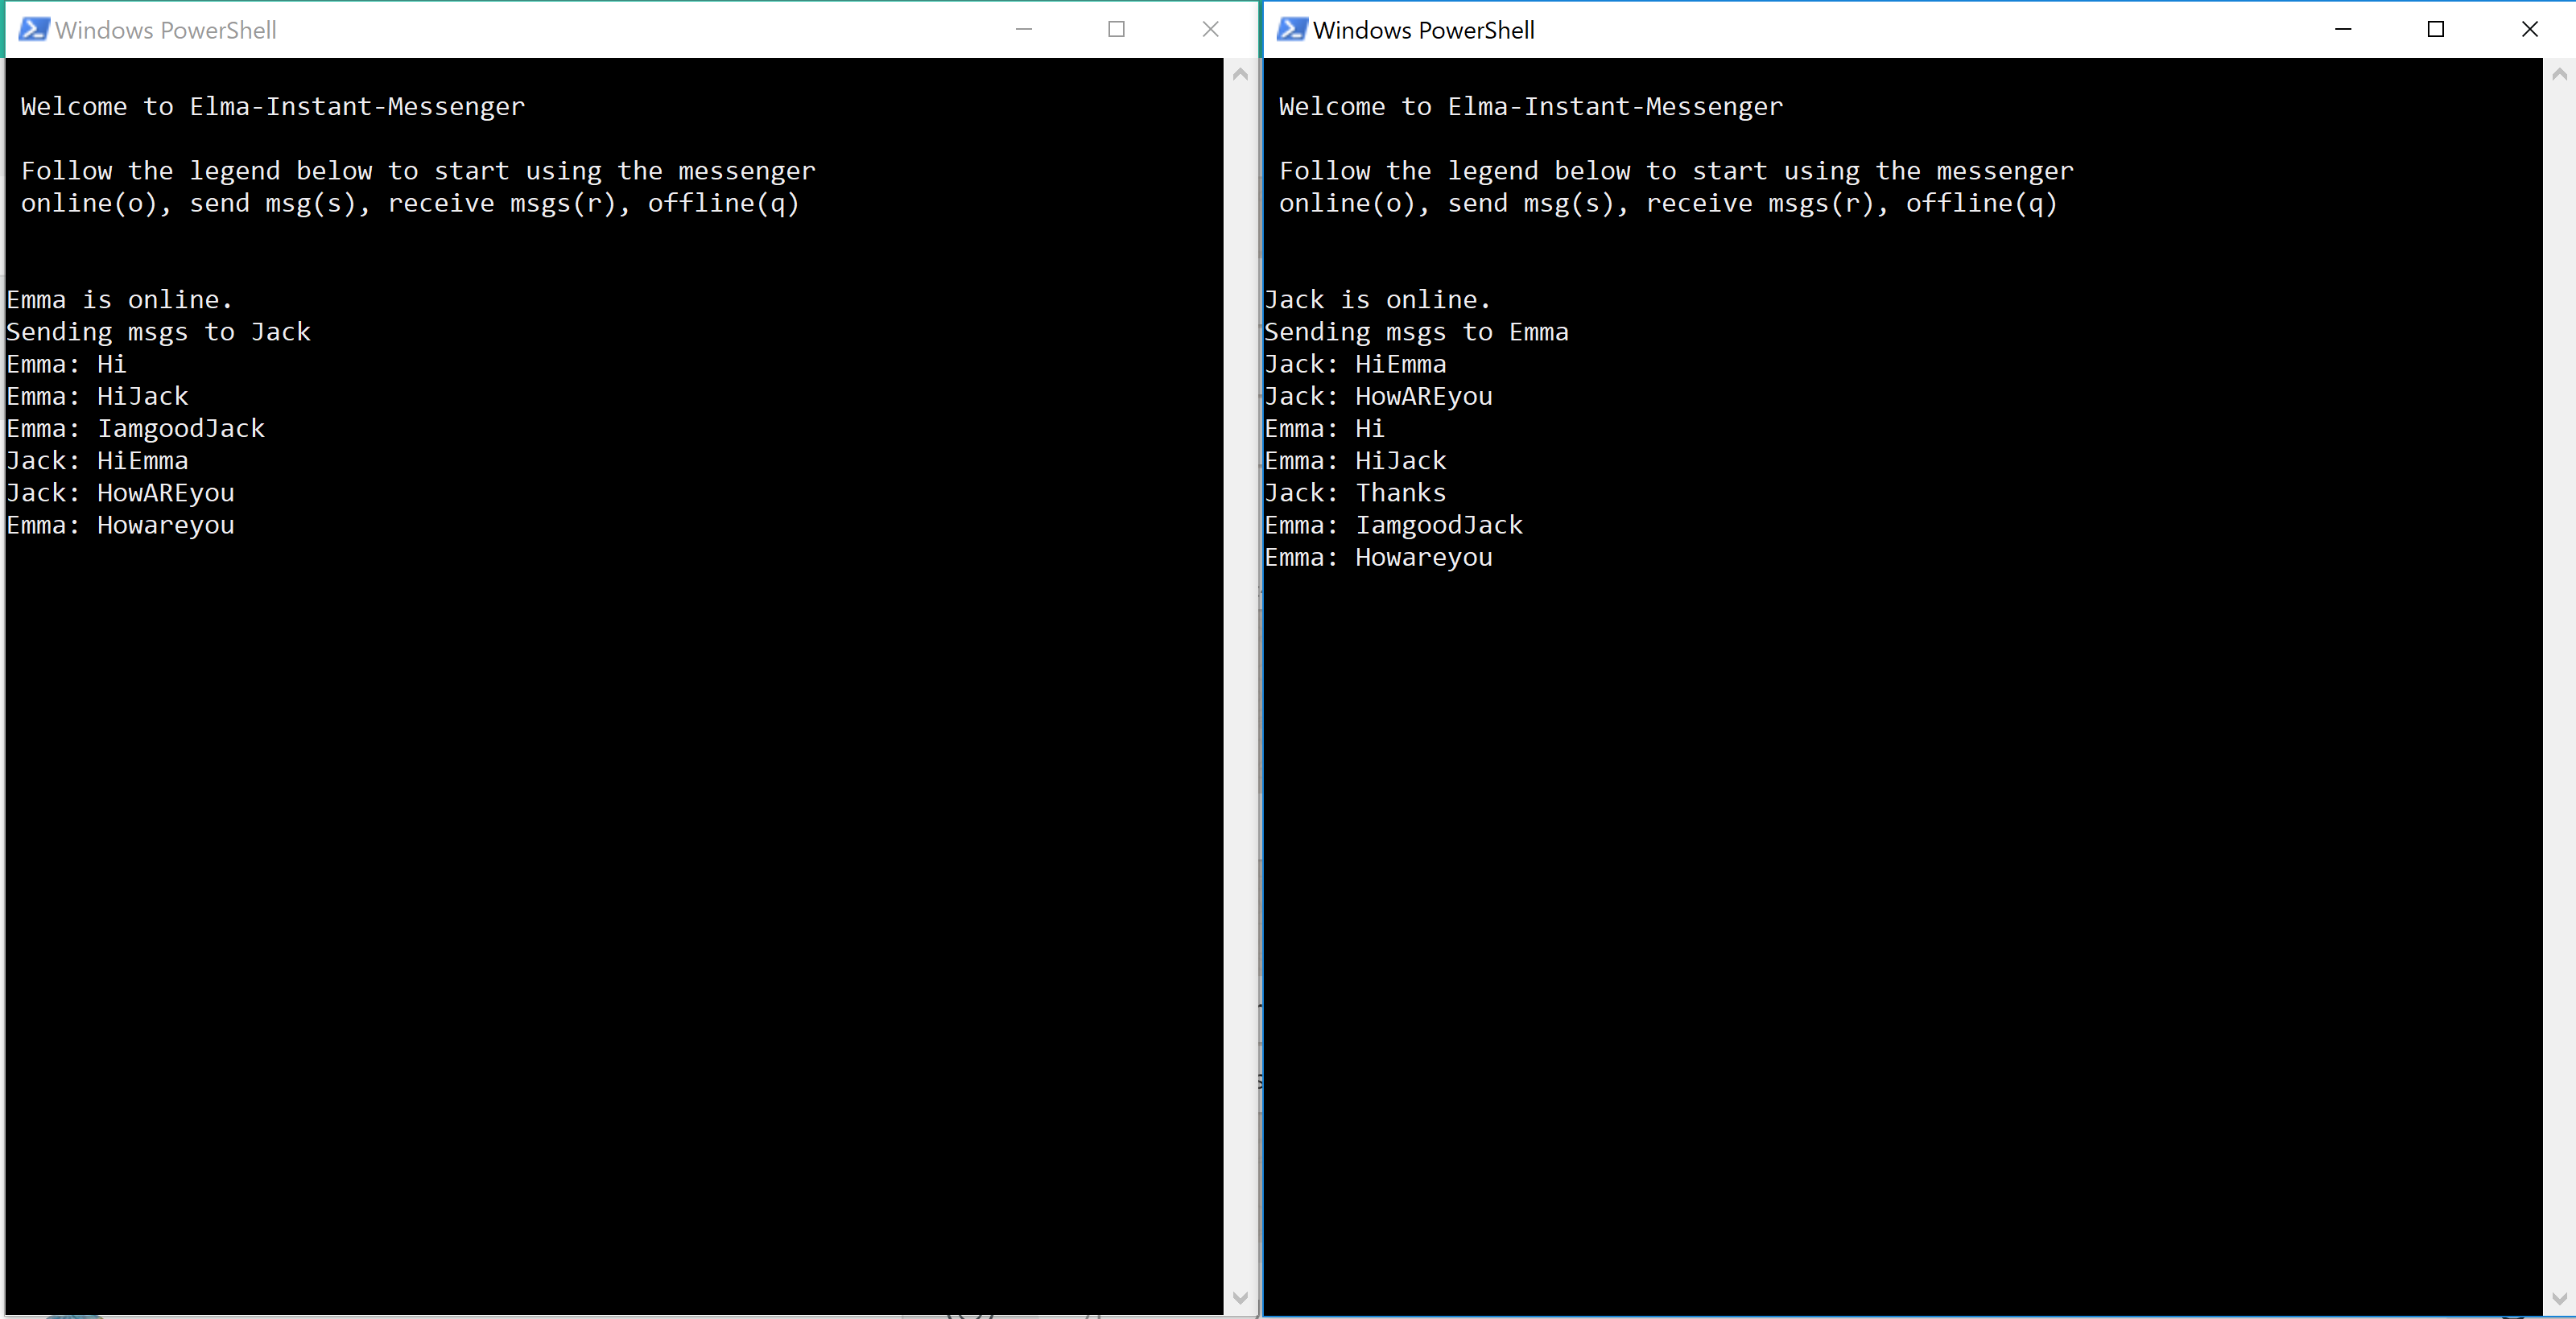 Windows PowerShell
Welcome to Elma-Instant-Messenger
Follow the legend below to start using the messenger
online(o), send msg(s), receive msgs(r), offline(q)
Emma is online.
Sending msgs to Jack
Emma: Hi
Emma: HiJack
Emma: IamgoodJack
Jack: HiEmma
Jack: HowAREyou
Emma: Howareyou
Windows PowerShell
Welcome to Elma-Instant-Messenger
Follow the legend below to start using the messenger
online(o), send msg(s), receive msgs(r), offline(q)
Jack is online.
Sending msgs to Emma
Jack: HiEmma
Jack: HowAREyou
Emma: Hi
Emma: HiJack
Jack: Thanks
Emma: IamgoodJack
Emma: Howareyou